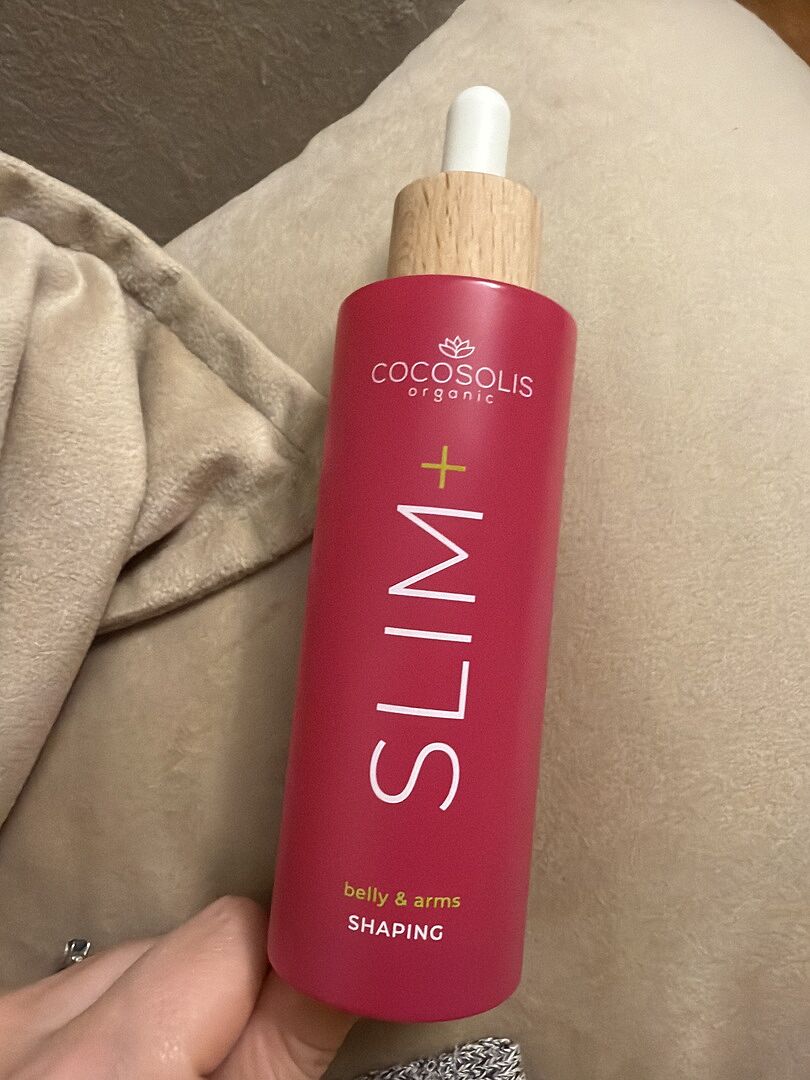 COCOSOLIS
organic
SLIM+
belly & arms
SHAPING